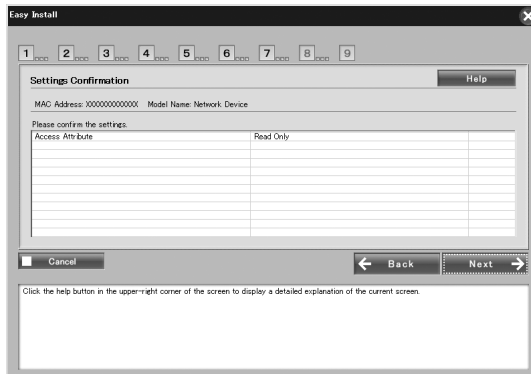 Easy Install
1 2 3 4 5 6 7 8 9
Settings Confirmation
Help
MAC Address: XXXXXXXXXXXX Model Name: Network Device
Please confirm the settings.
Access Attribute Read Only
Cancel
Back
Next
Click the help button in the upper-right corner of the screen to display a detailed explanation of the current screen.